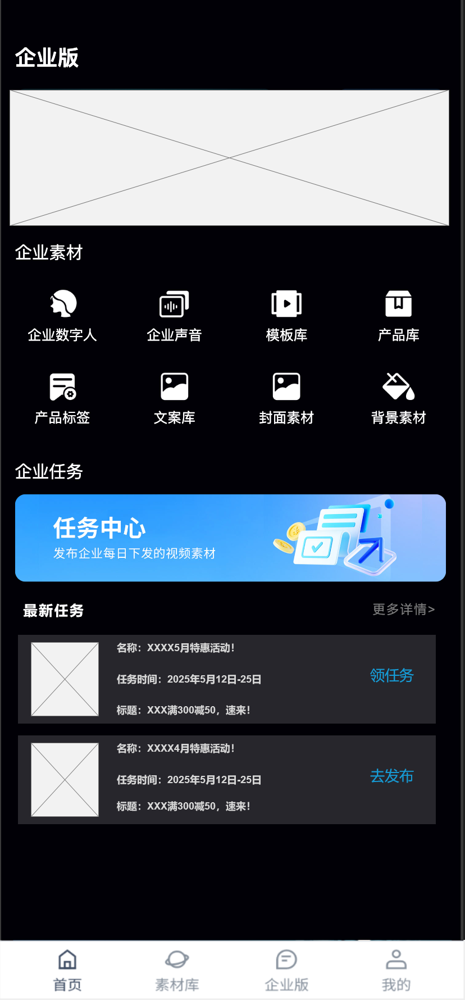 企业版
企业素材
企业数字人 企业声音 模板库 产品库
产品标签 文案库 封面素材 背景素材
企业任务
任务中心
发布企业每日下发的视频素材
最新任务 更多详情>
名称：XXXX5月特惠活动！
任务时间：2025年5月12日-25日
领任务
标题：XXX满300减50，速来！
名称：XXXX4月特惠活动！
任务时间：2025年5月12日-25日
去发布
标题：XXX满300减50，速来！
首页 素材库 企业版 我的